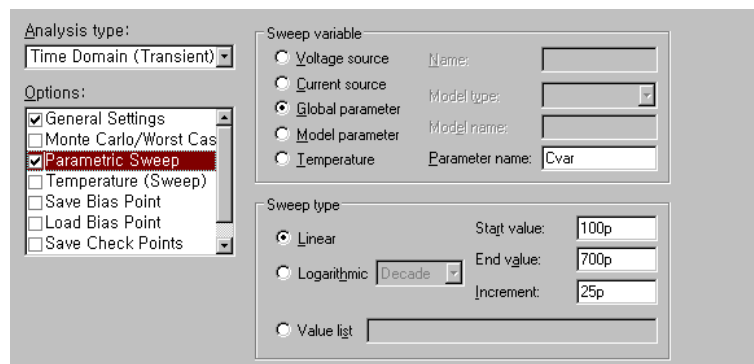 Analysis type:
Time Domain (Transient)
Options:
General Settings
Monte Carlo/Worst Cas
Parametric Sweep
Temperature (Sweep)
Save Bias Point
Load Bias Point
Save Check Points
Sweep variable
Voltage source
Current source
Global parameter
Model parameter
Temperature
Name:
Model type:
Model name:
Parameter name: Cvar
Sweep type
Linear
Logarithmic Decade
Value list
Start value: 100p
End value: 700p
Increment: 25p